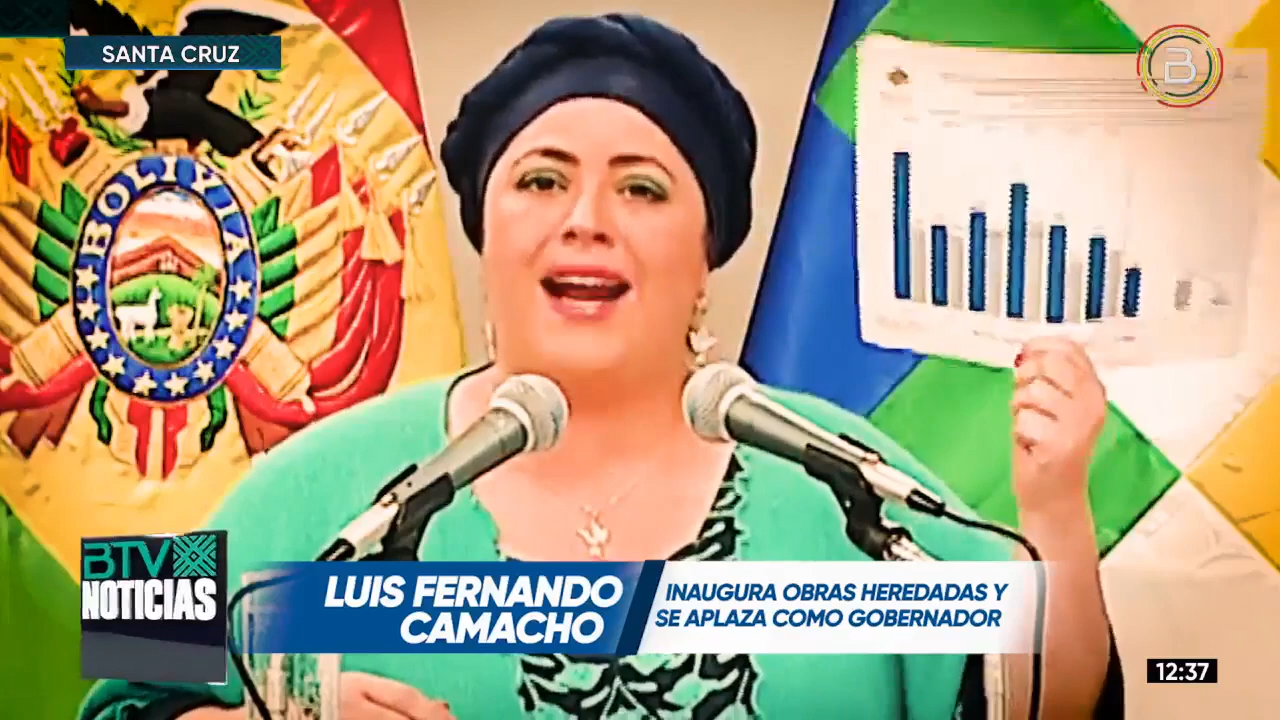 SANTA CRUZ
B
BOLIVIA
BTV
NOTICIAS
LUIS FERNANDO
CAMACHO
INAUGURA OBRAS HEREDADAS Y
SE APLAZA COMO GOBERNADOR
12:37